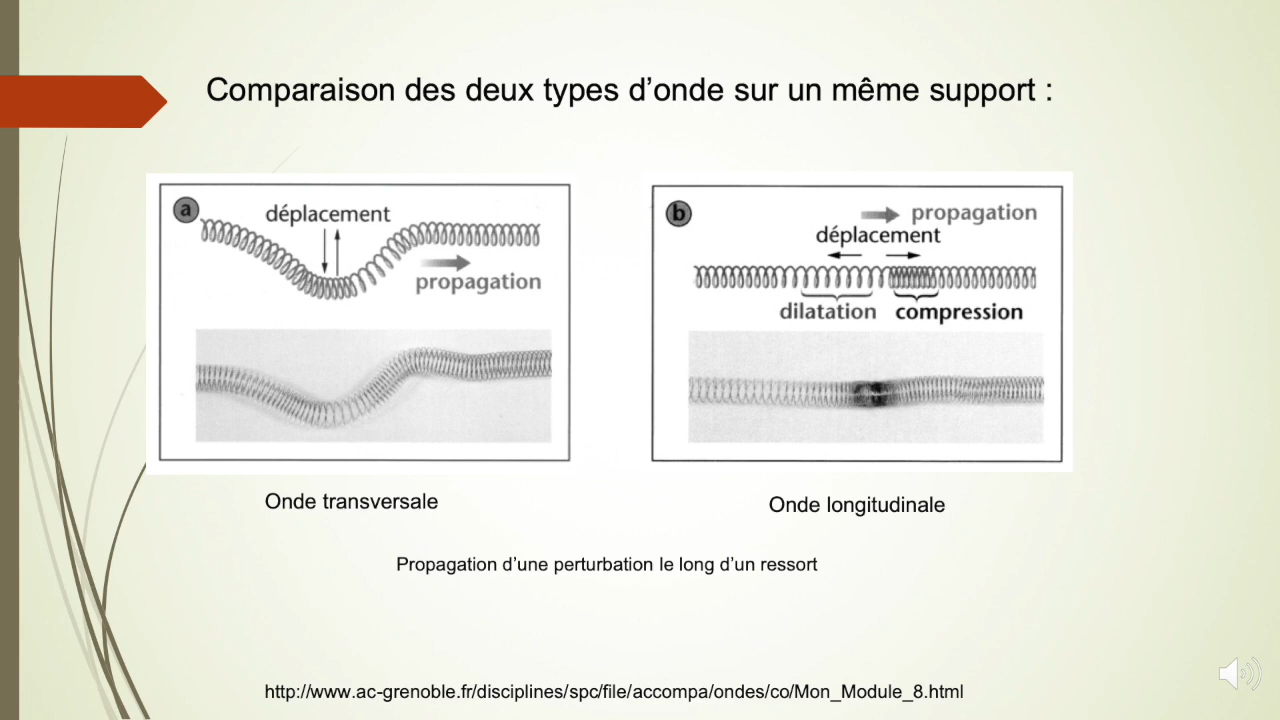 Comparaison des deux types d’onde sur un même support :
a
déplacement
propagation
b
propagation
déplacement
dilatation compression
Onde transversale
Onde longitudinale
Propagation d’une perturbation le long d’un ressort
http://www.ac-grenoble.fr/disciplines/spc/file/accompa/ondes/co/Mon_Module_8.html